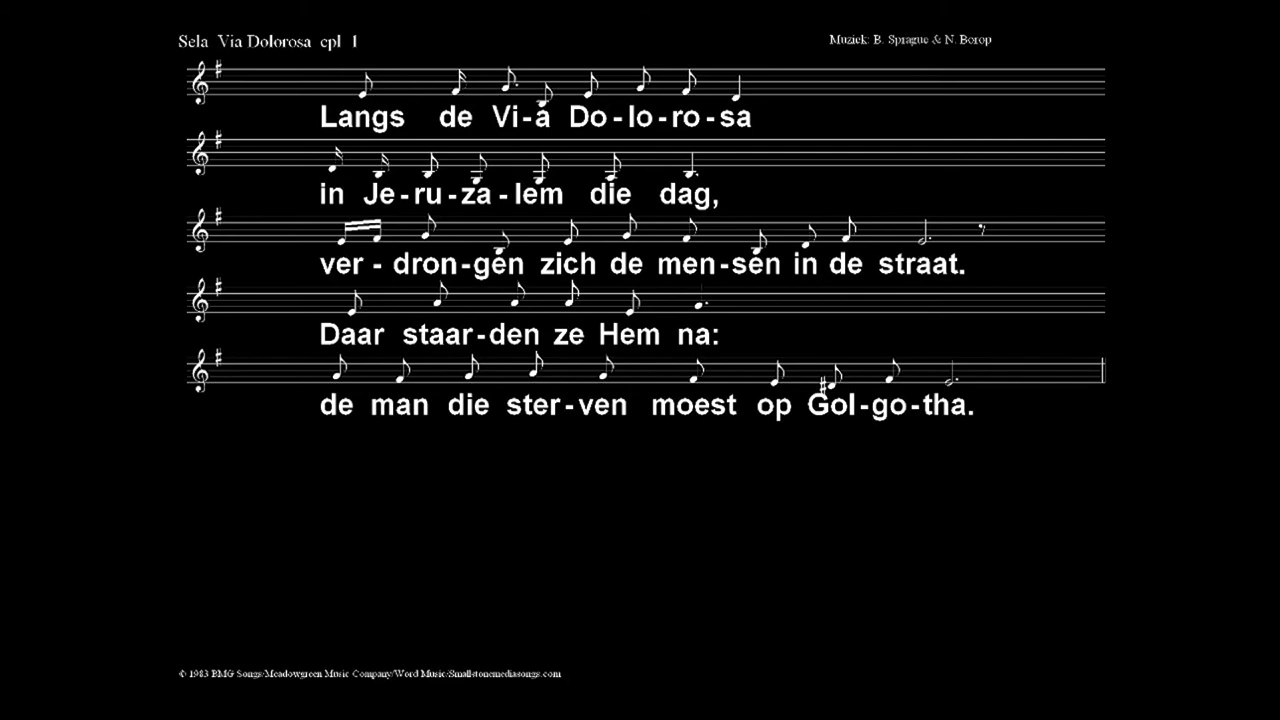 Sela Via Dolorosa cpl 1
Muziek: B. Sprague & N. Borop
Langs de Vi-a Do-lo-ro-sa
in Je-ru-za-lem die dag,
ver-dron-gen zich de men-sen in de straat.
Daar staar-den ze Hem na:
de man die ster-ven moest op Gol-go-tha.
© 1983 BMG Songs/Meadowgreen Music Company/Word Music/Smallstonemediasongs.com